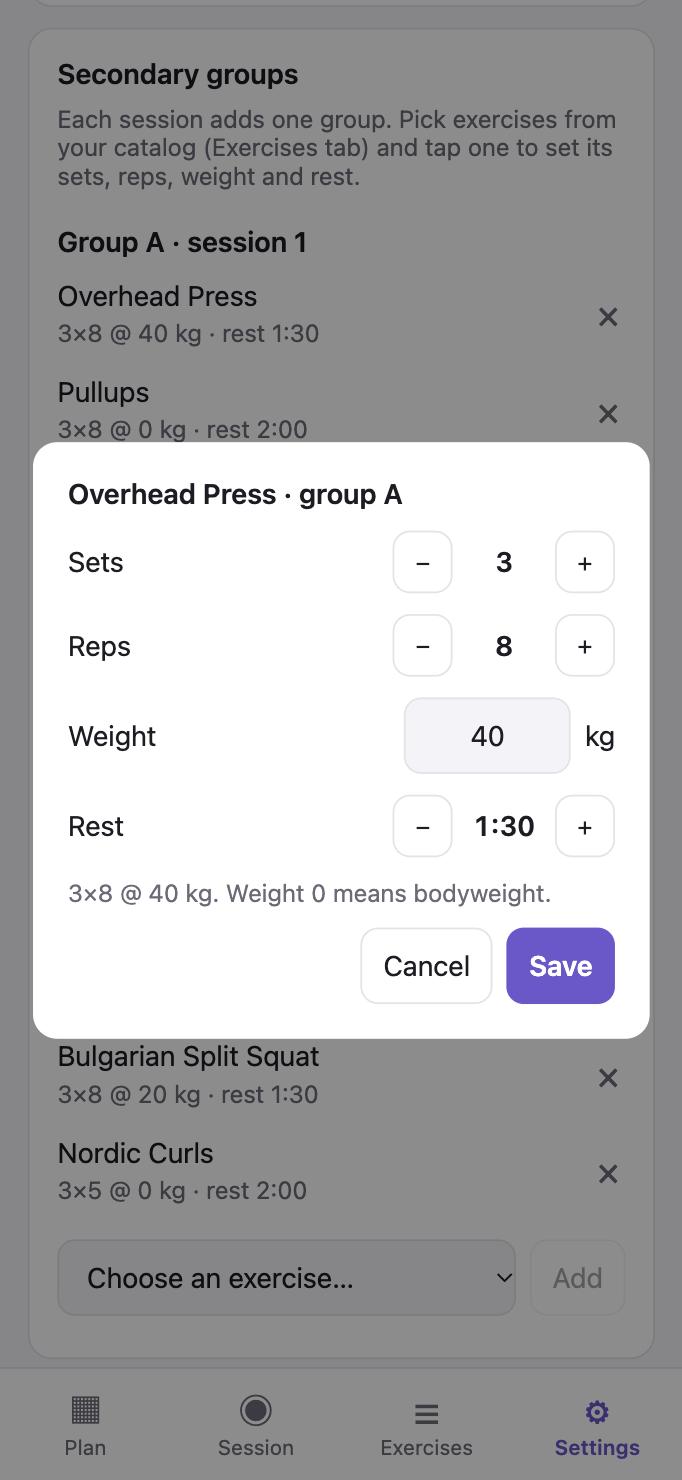 Secondary groups
Each session adds one group. Pick exercises from
your catalog (Exercises tab) and tap one to set its
sets, reps, weight and rest.
Group A · session 1
Overhead Press
3×8 @ 40 kg · rest 1:30
✕
Pullups
3×8 @ 0 kg · rest 2:00
✕
Overhead Press · group A
Sets − 3 +
Reps − 8 +
Weight 40 kg
Rest − 1:30 +
3×8 @ 40 kg. Weight 0 means bodyweight.
Cancel Save
Bulgarian Split Squat
3×8 @ 20 kg · rest 1:30
✕
Nordic Curls
3×5 @ 0 kg · rest 2:00
✕
Choose an exercise... Add
Plan Session Exercises Settings